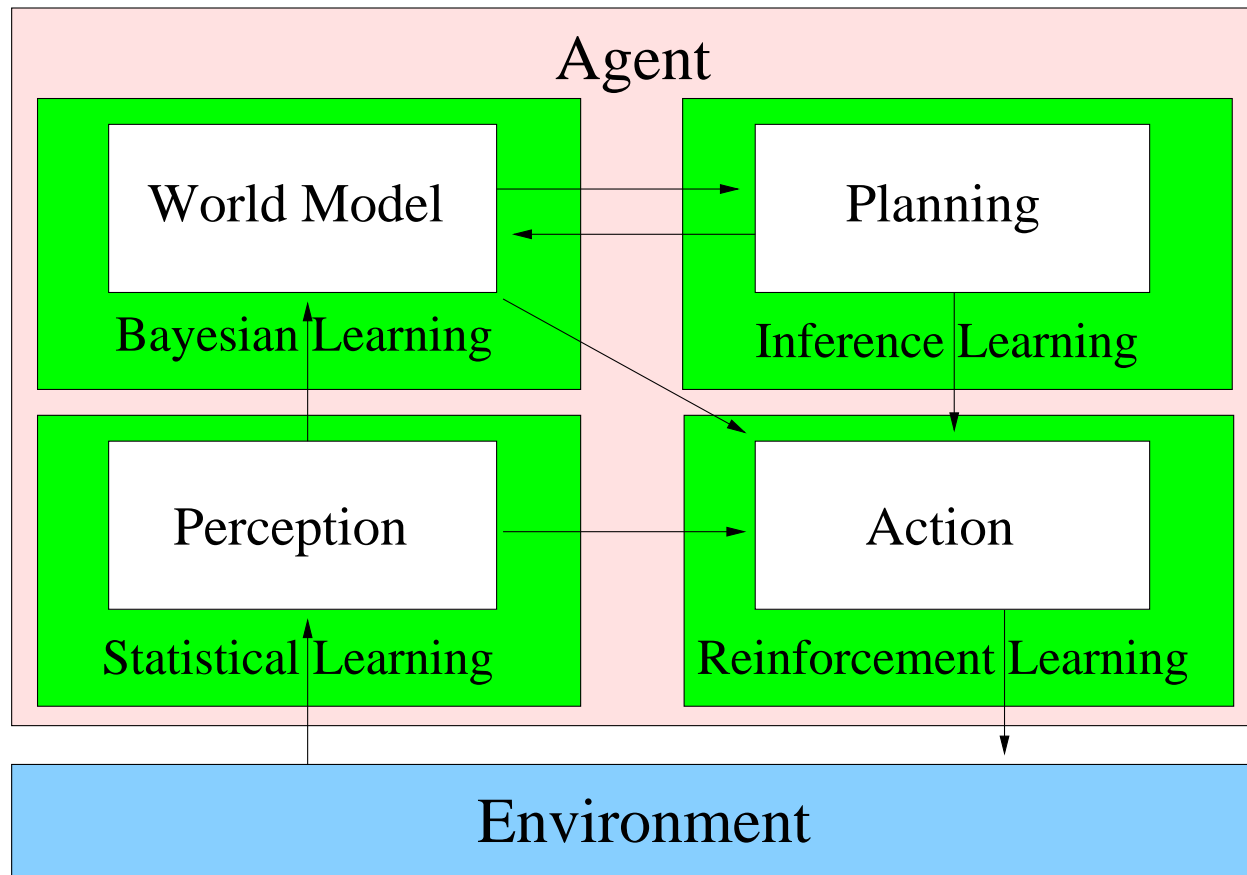 Agent
World Model
Planning
Bayesian Learning
Inference Learning
Perception
Action
Statistical Learning
Reinforcement Learning
Environment